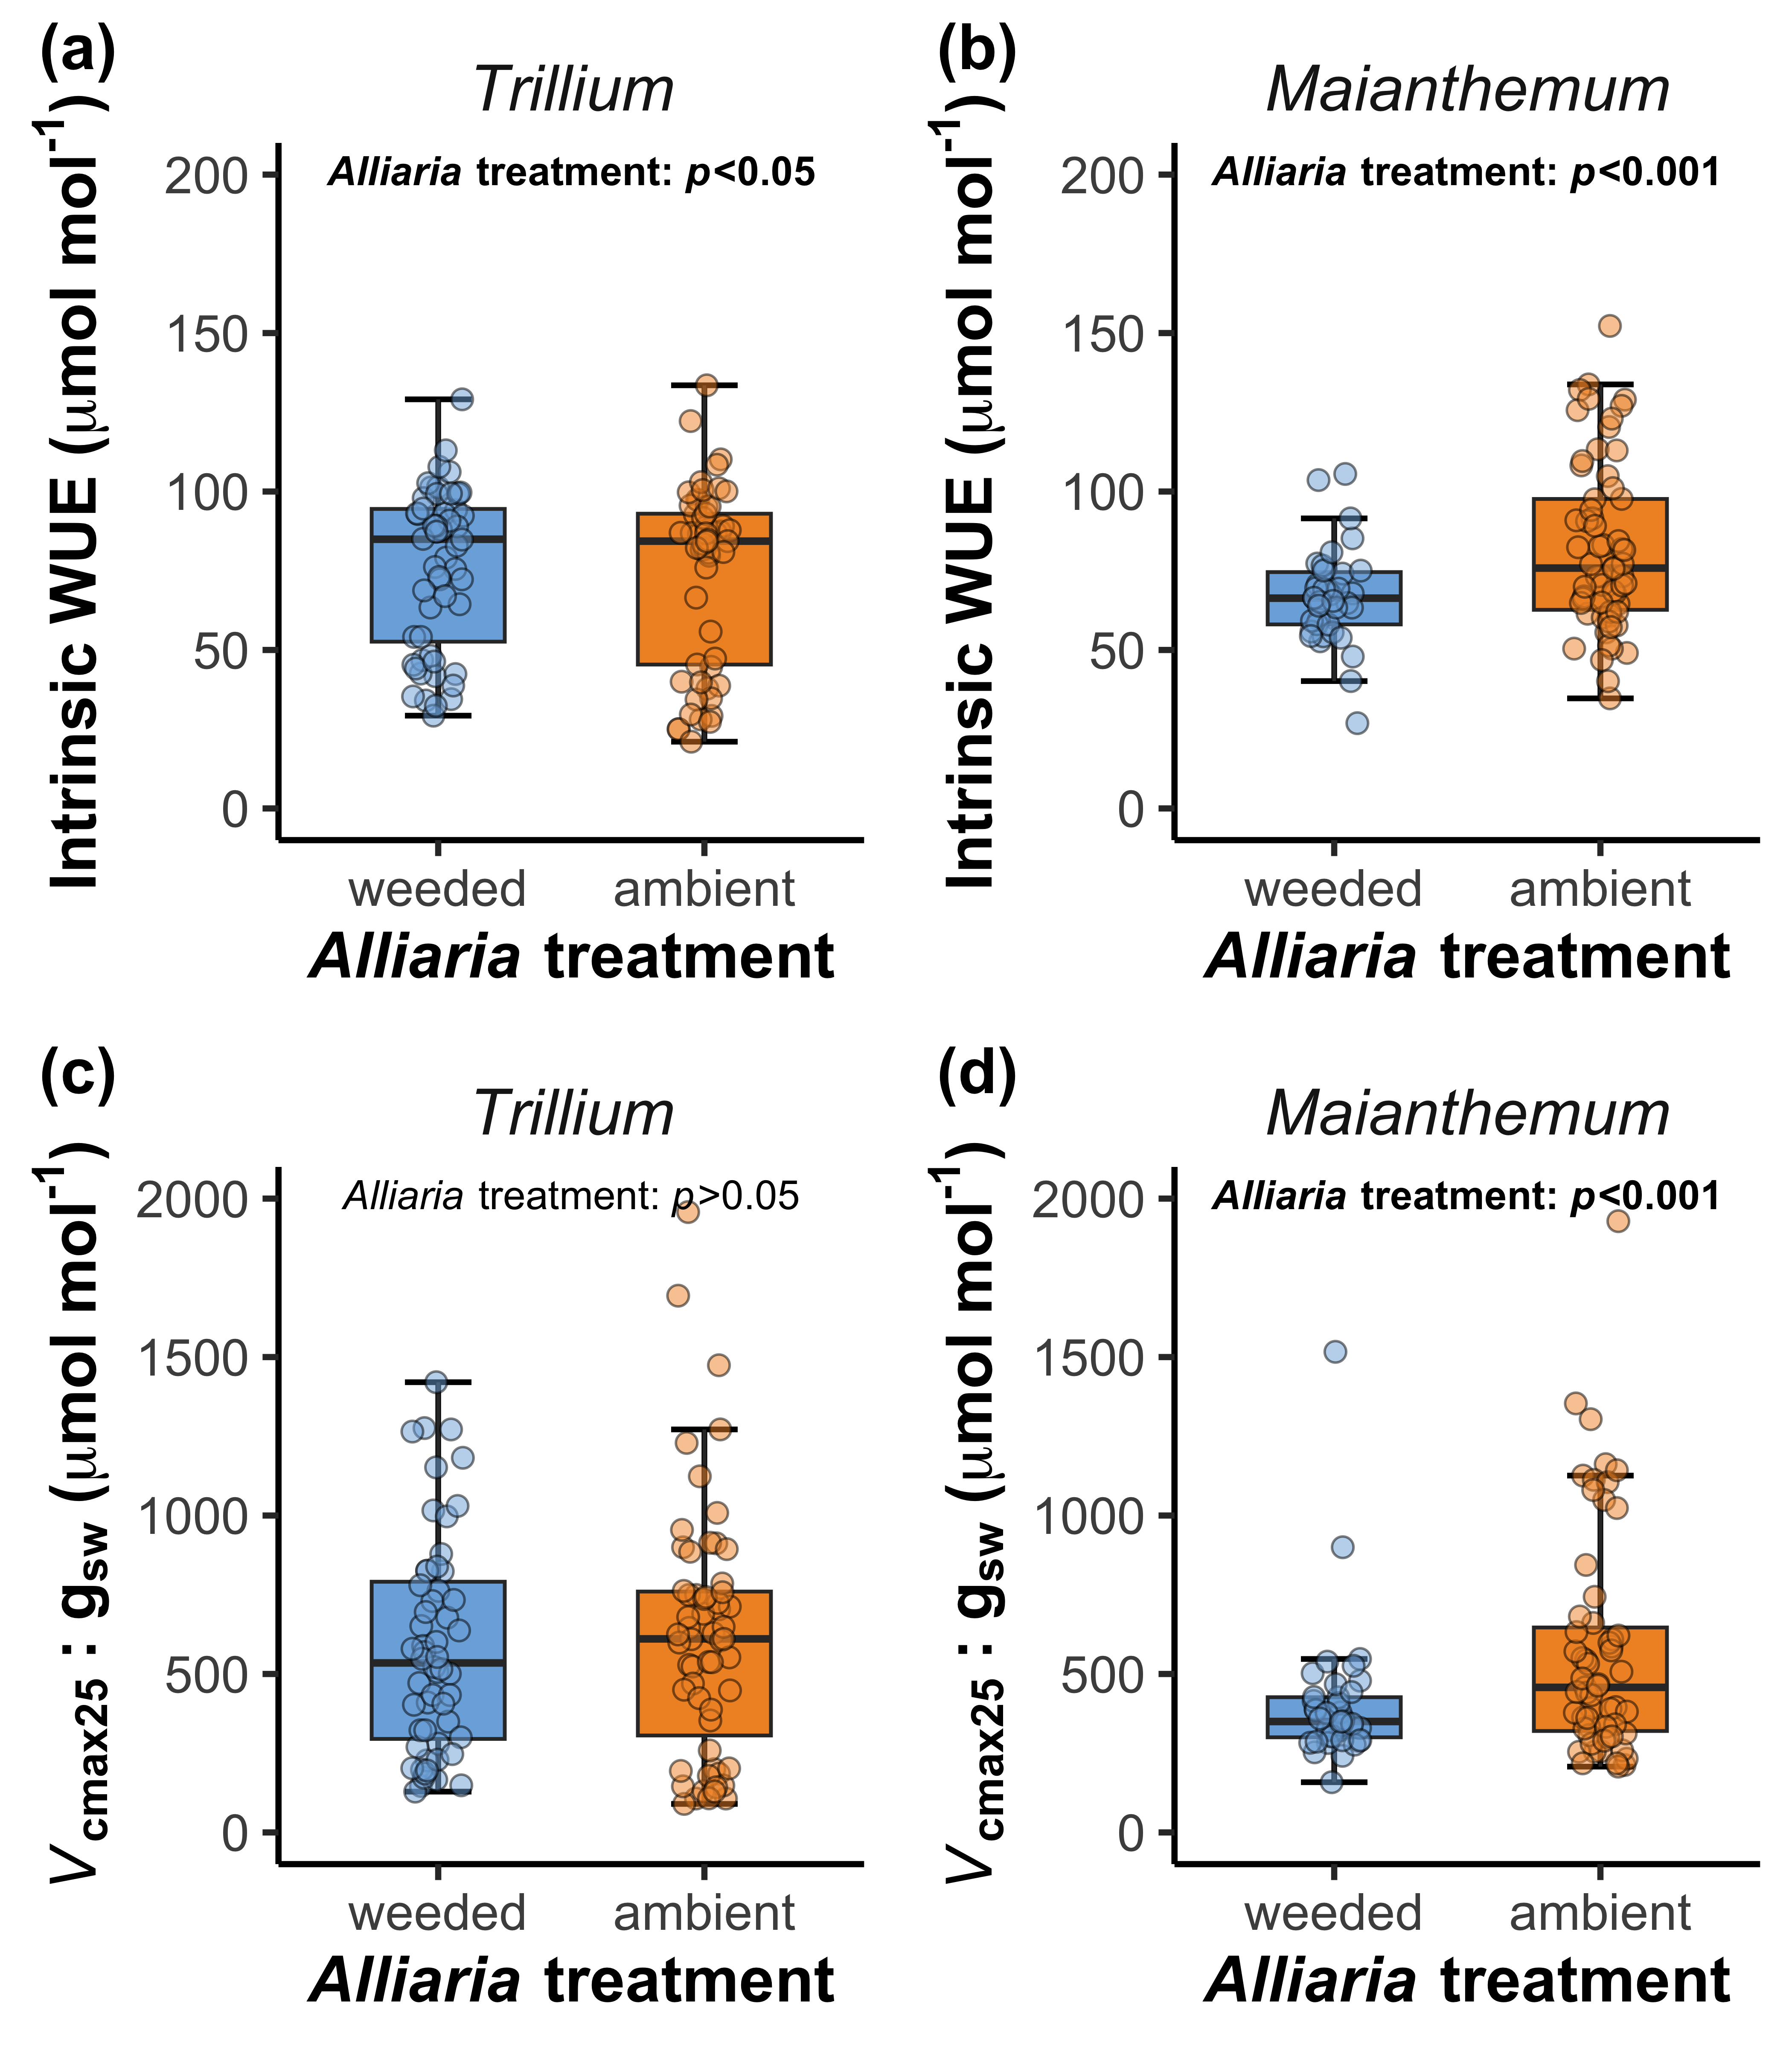 (a)
Trillium
Intrinsic WUE (μmol mol⁻¹)
Alliaria treatment: p<0.05
200
150
100
50
0
weeded ambient
Alliaria treatment
(b)
Maianthemum
Intrinsic WUE (μmol mol⁻¹)
Alliaria treatment: p<0.001
200
150
100
50
0
weeded ambient
Alliaria treatment
(c)
Trillium
Vcmax25 : gsw (μmol mol⁻¹)
Alliaria treatment: p>0.05
2000
1500
1000
500
0
weeded ambient
Alliaria treatment
(d)
Maianthemum
Vcmax25 : gsw (μmol mol⁻¹)
Alliaria treatment: p<0.001
2000
1500
1000
500
0
weeded ambient
Alliaria treatment